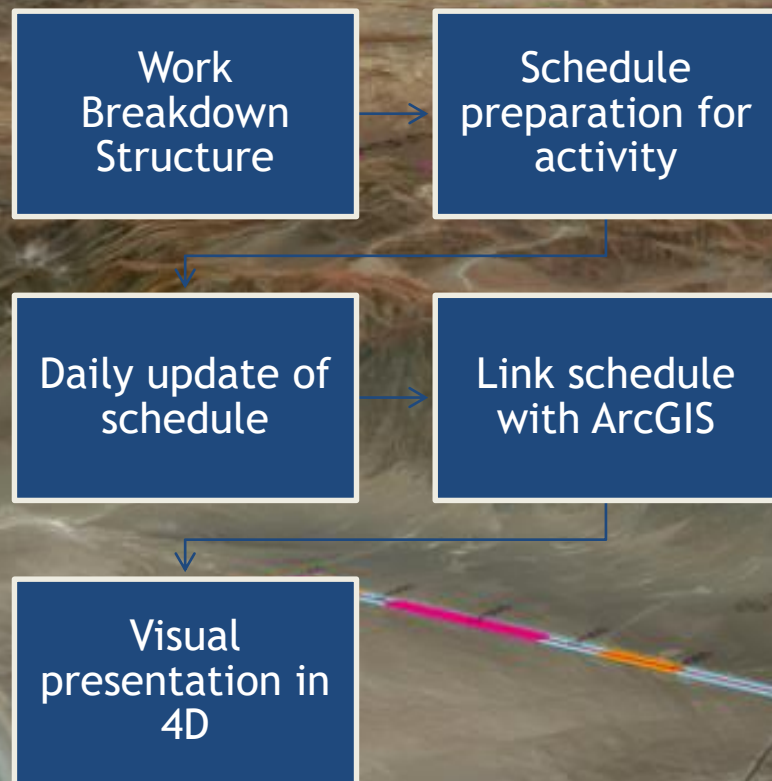 Work
Breakdown
Structure
Schedule
preparation for
activity
Daily update of
schedule
Link schedule
with ArcGIS
Visual
presentation in
4D